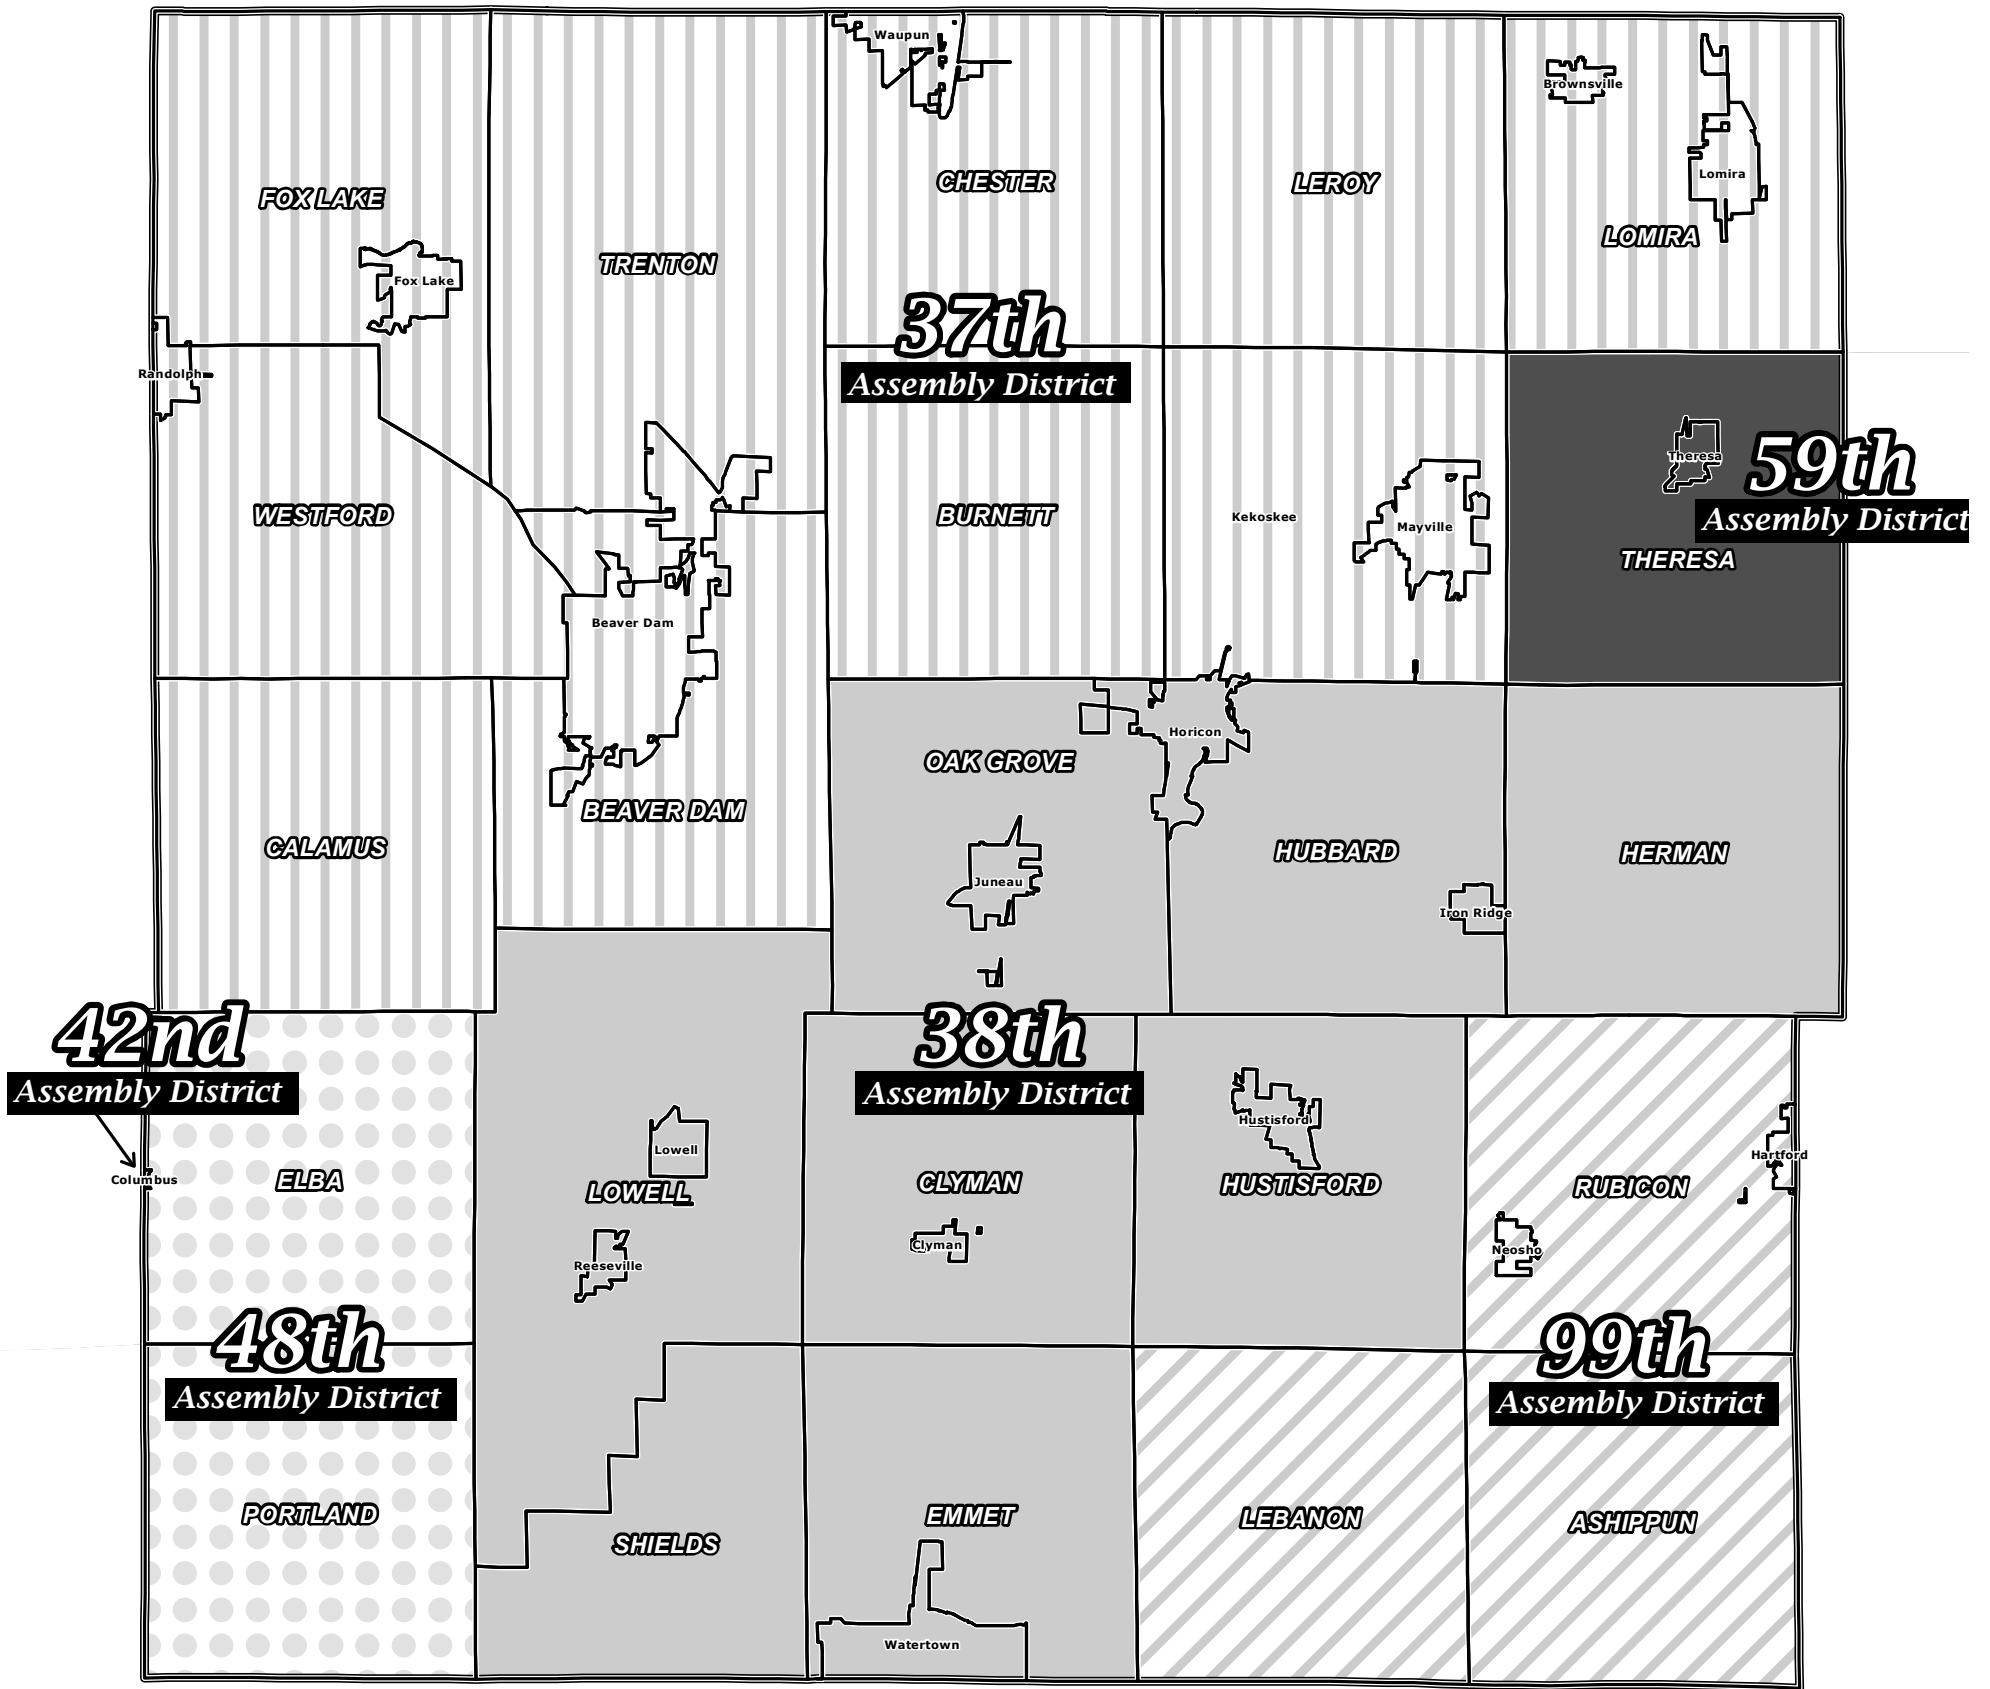 Waupun
Brownsville
Lomira
FOX LAKE
CHESTER
LEROY
LOMIRA
TRENTON
Fox Lake
37th
Assembly District
Randolph
59th
Assembly District
Theresa
THERESA
WESTFORD
BURNETT
Kekoskee
Mayville
Beaver Dam
Horicon
OAK GROVE
BEAVER DAM
CALAMUS
HUBBARD
HERMAN
Juneau
Iron Ridge
42nd
Assembly District
38th
Assembly District
Columbus
ELBA
Lowell
LOWELL
CLYMAN
Hustisford
HUSTISFORD
Hartford
RUBICON
Reeseville
Clyman
Neosho
48th
Assembly District
99th
Assembly District
PORTLAND
SHIELDS
EMMET
LEBANON
ASHIPPUN
Watertown